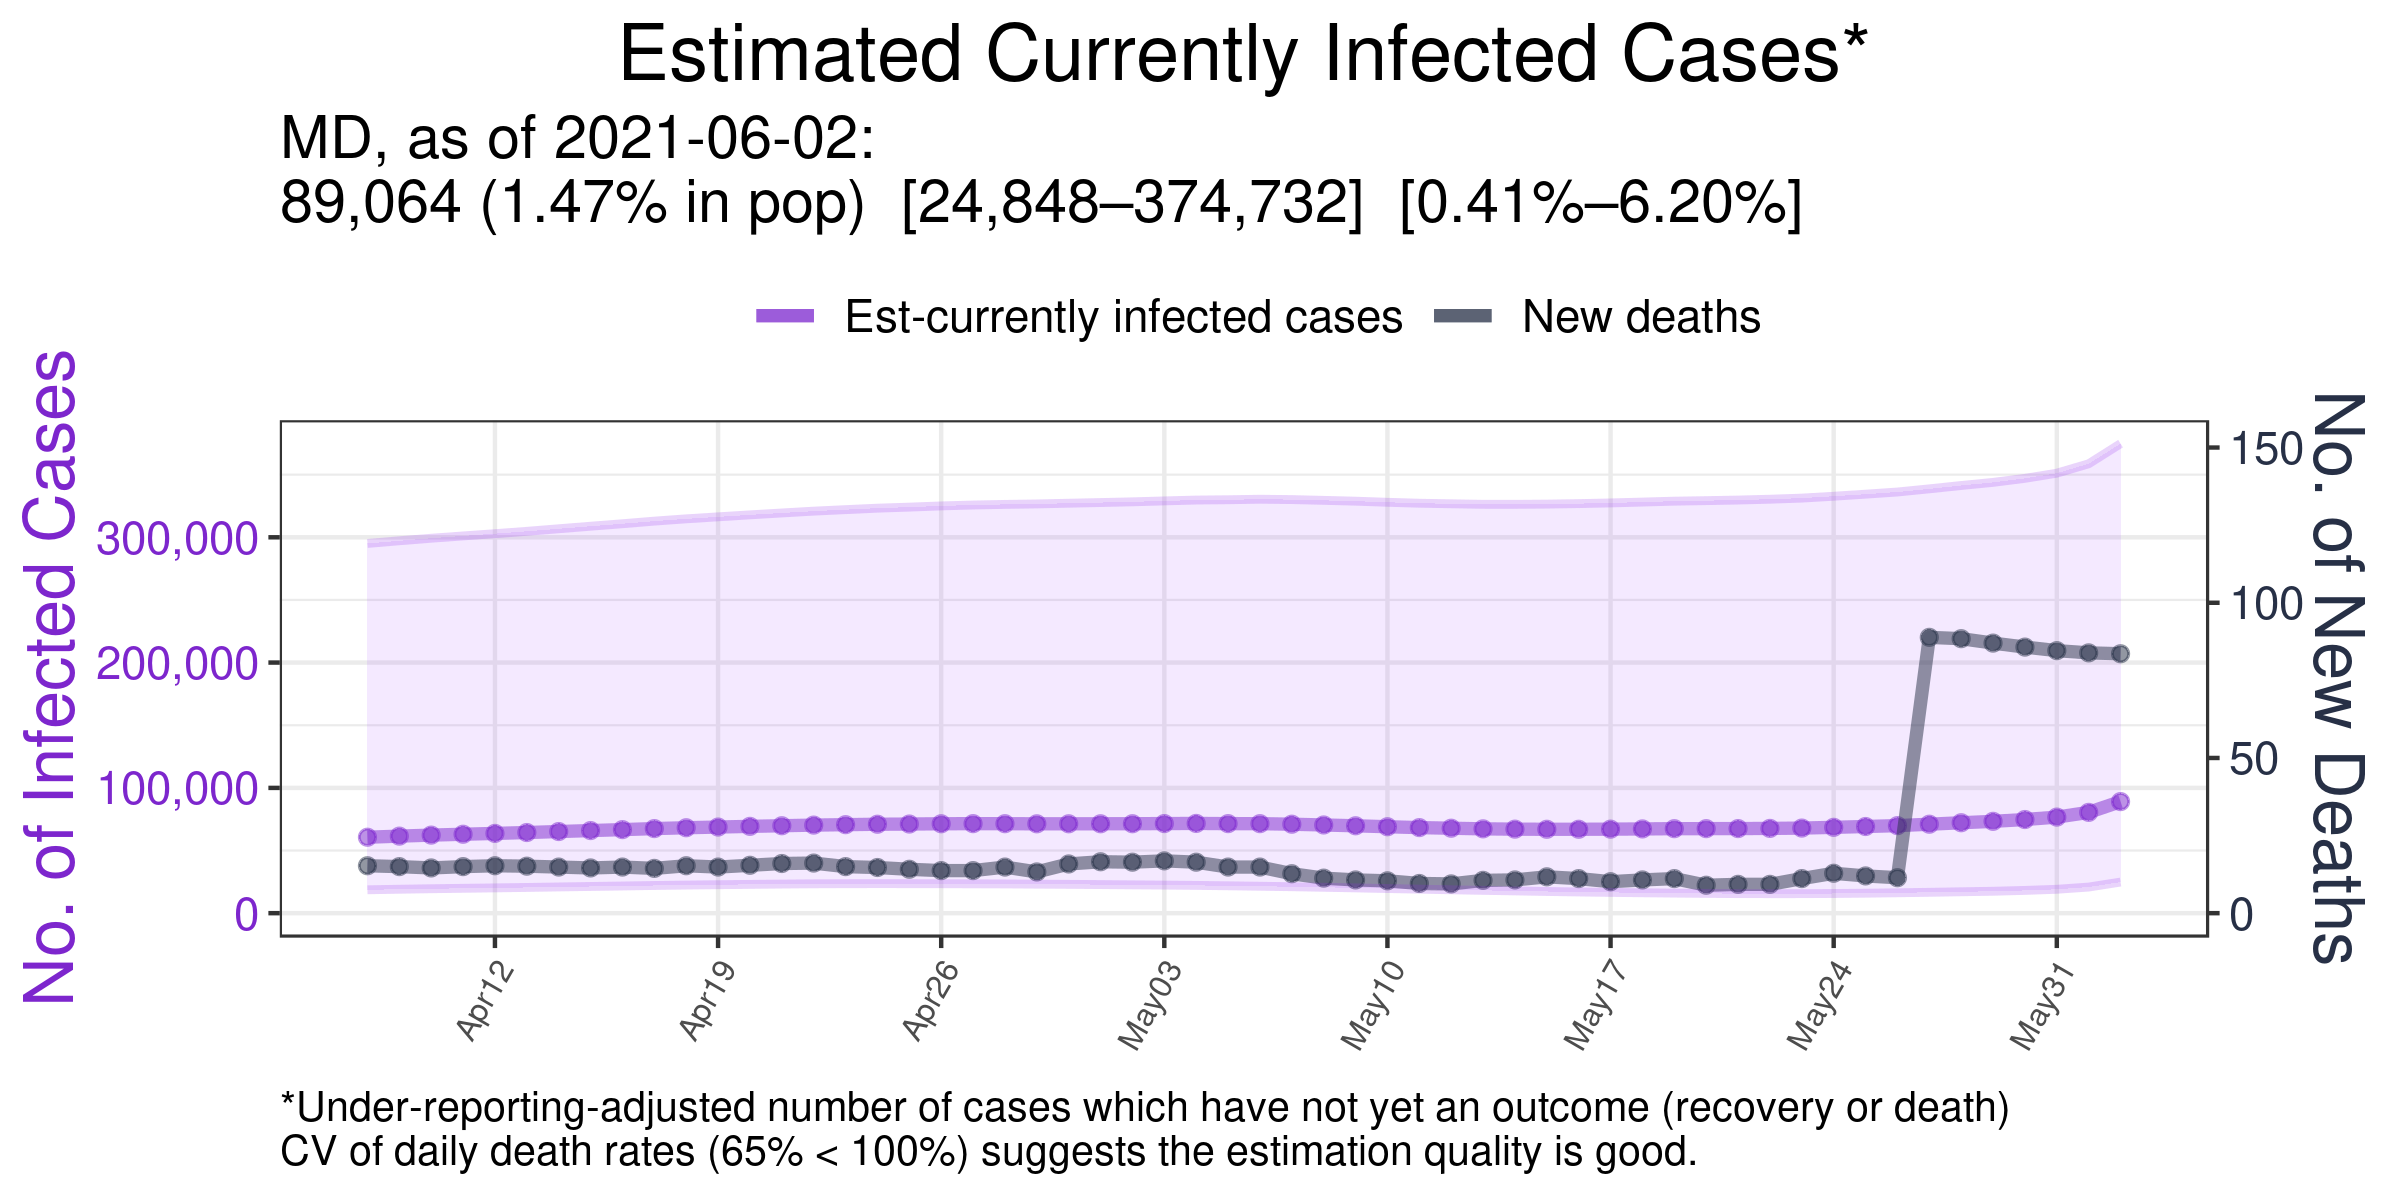 Estimated Currently Infected Cases*
MD, as of 2021-06-02:
89,064 (1.47% in pop)  [24,848–374,732]  [0.41%–6.20%]
Est-currently infected cases
New deaths
No. of Infected Cases
300,000
200,000
100,000
0
150
100
50
0
No. of New Deaths
Apr12
Apr19
Apr26
May03
May10
May17
May24
May31
*Under-reporting-adjusted number of cases which have not yet an outcome (recovery or death)
CV of daily death rates (65% < 100%) suggests the estimation quality is good.